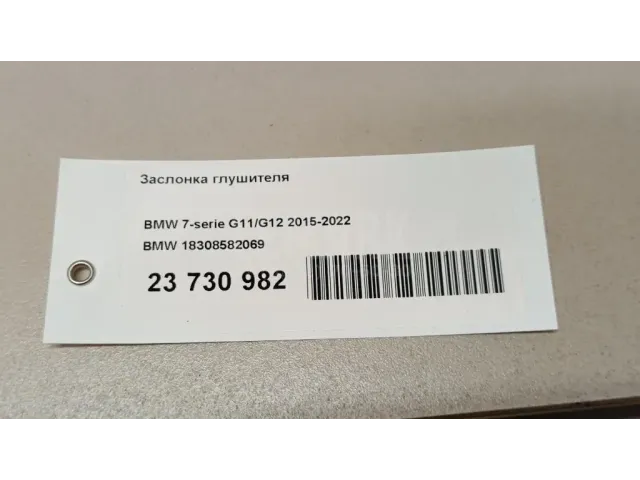 Заслонка глушителя
BMW 7-serie G11/G12 2015-2022
BMW 18308582069
23 730 982